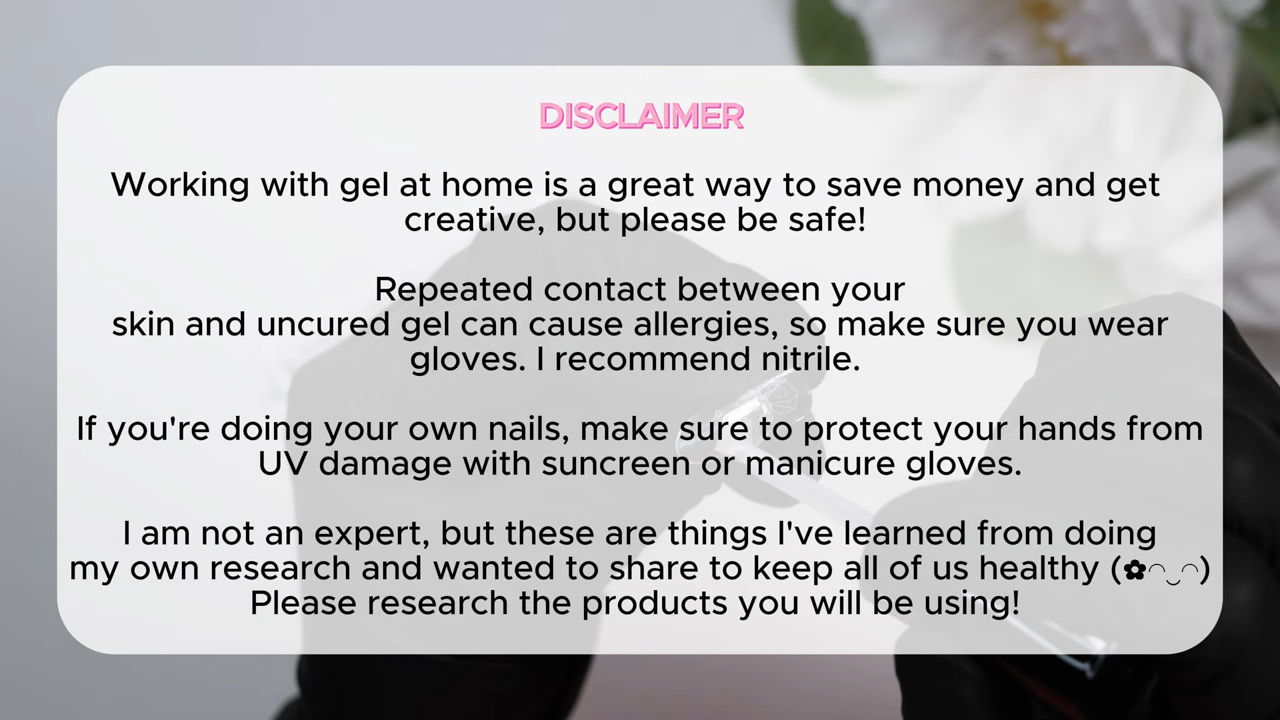 DISCLAIMER
Working with gel at home is a great way to save money and get
creative, but please be safe!
Repeated contact between your
skin and uncured gel can cause allergies, so make sure you wear
gloves. I recommend nitrile.
If you're doing your own nails, make sure to protect your hands from
UV damage with suncreen or manicure gloves.
I am not an expert, but these are things I've learned from doing
my own research and wanted to share to keep all of us healthy (✿◠‿◠)
Please research the products you will be using!